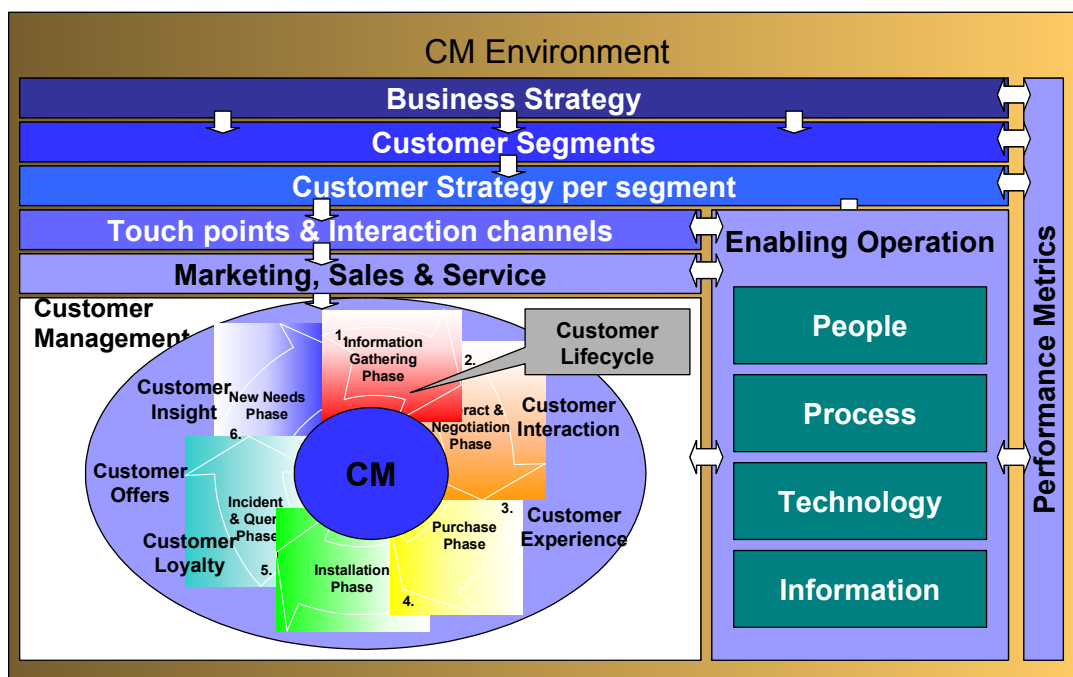 CM Environment
Business Strategy
Customer Segments
Customer Strategy per segment
Touch points & Interaction channels
Marketing, Sales & Service
Enabling Operation
People
Process
Technology
Information
Performance Metrics
Customer
Management
Customer
Lifecycle
1.
Information
Gathering
Phase
2.
eract &
Negotiation
Phase
Customer
Interaction
3.
Purchase
Phase
Customer
Experience
4.
Installation
Phase
5.
Incident
& Quer
Phase
Customer
Loyalty
Customer
Offers
6.
New Needs
Phase
Customer
Insight
CM